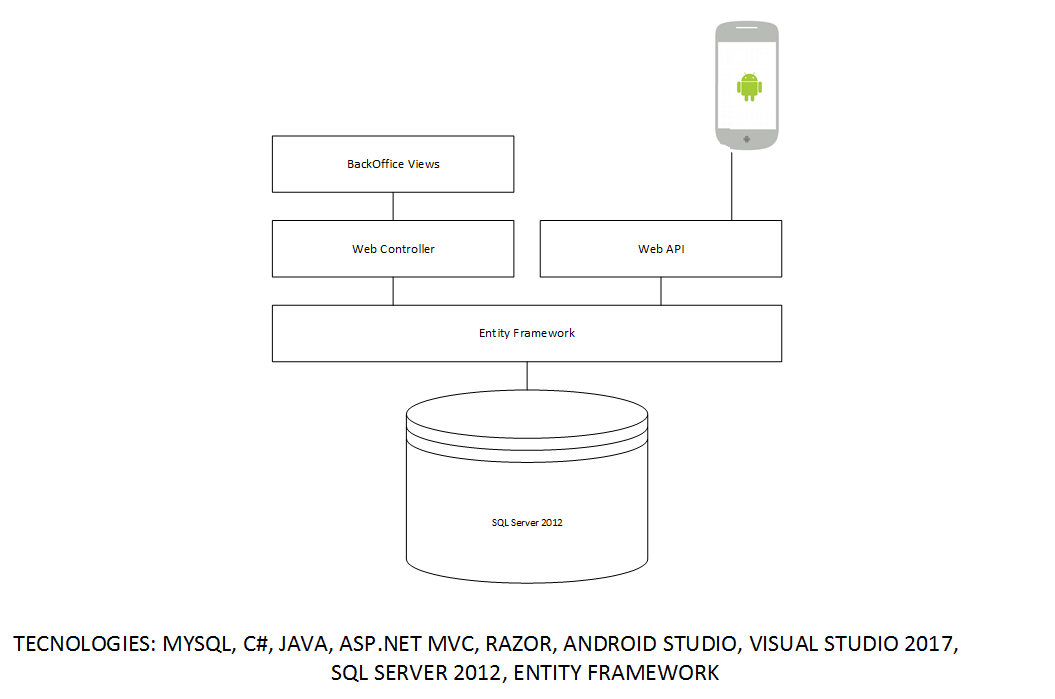 BackOffice Views
Web Controller
Web API
Entity Framework
SQL Server 2012
TECNOLOGIES: MYSQL, C#, JAVA, ASP.NET MVC, RAZOR, ANDROID STUDIO, VISUAL STUDIO 2017,
SQL SERVER 2012, ENTITY FRAMEWORK